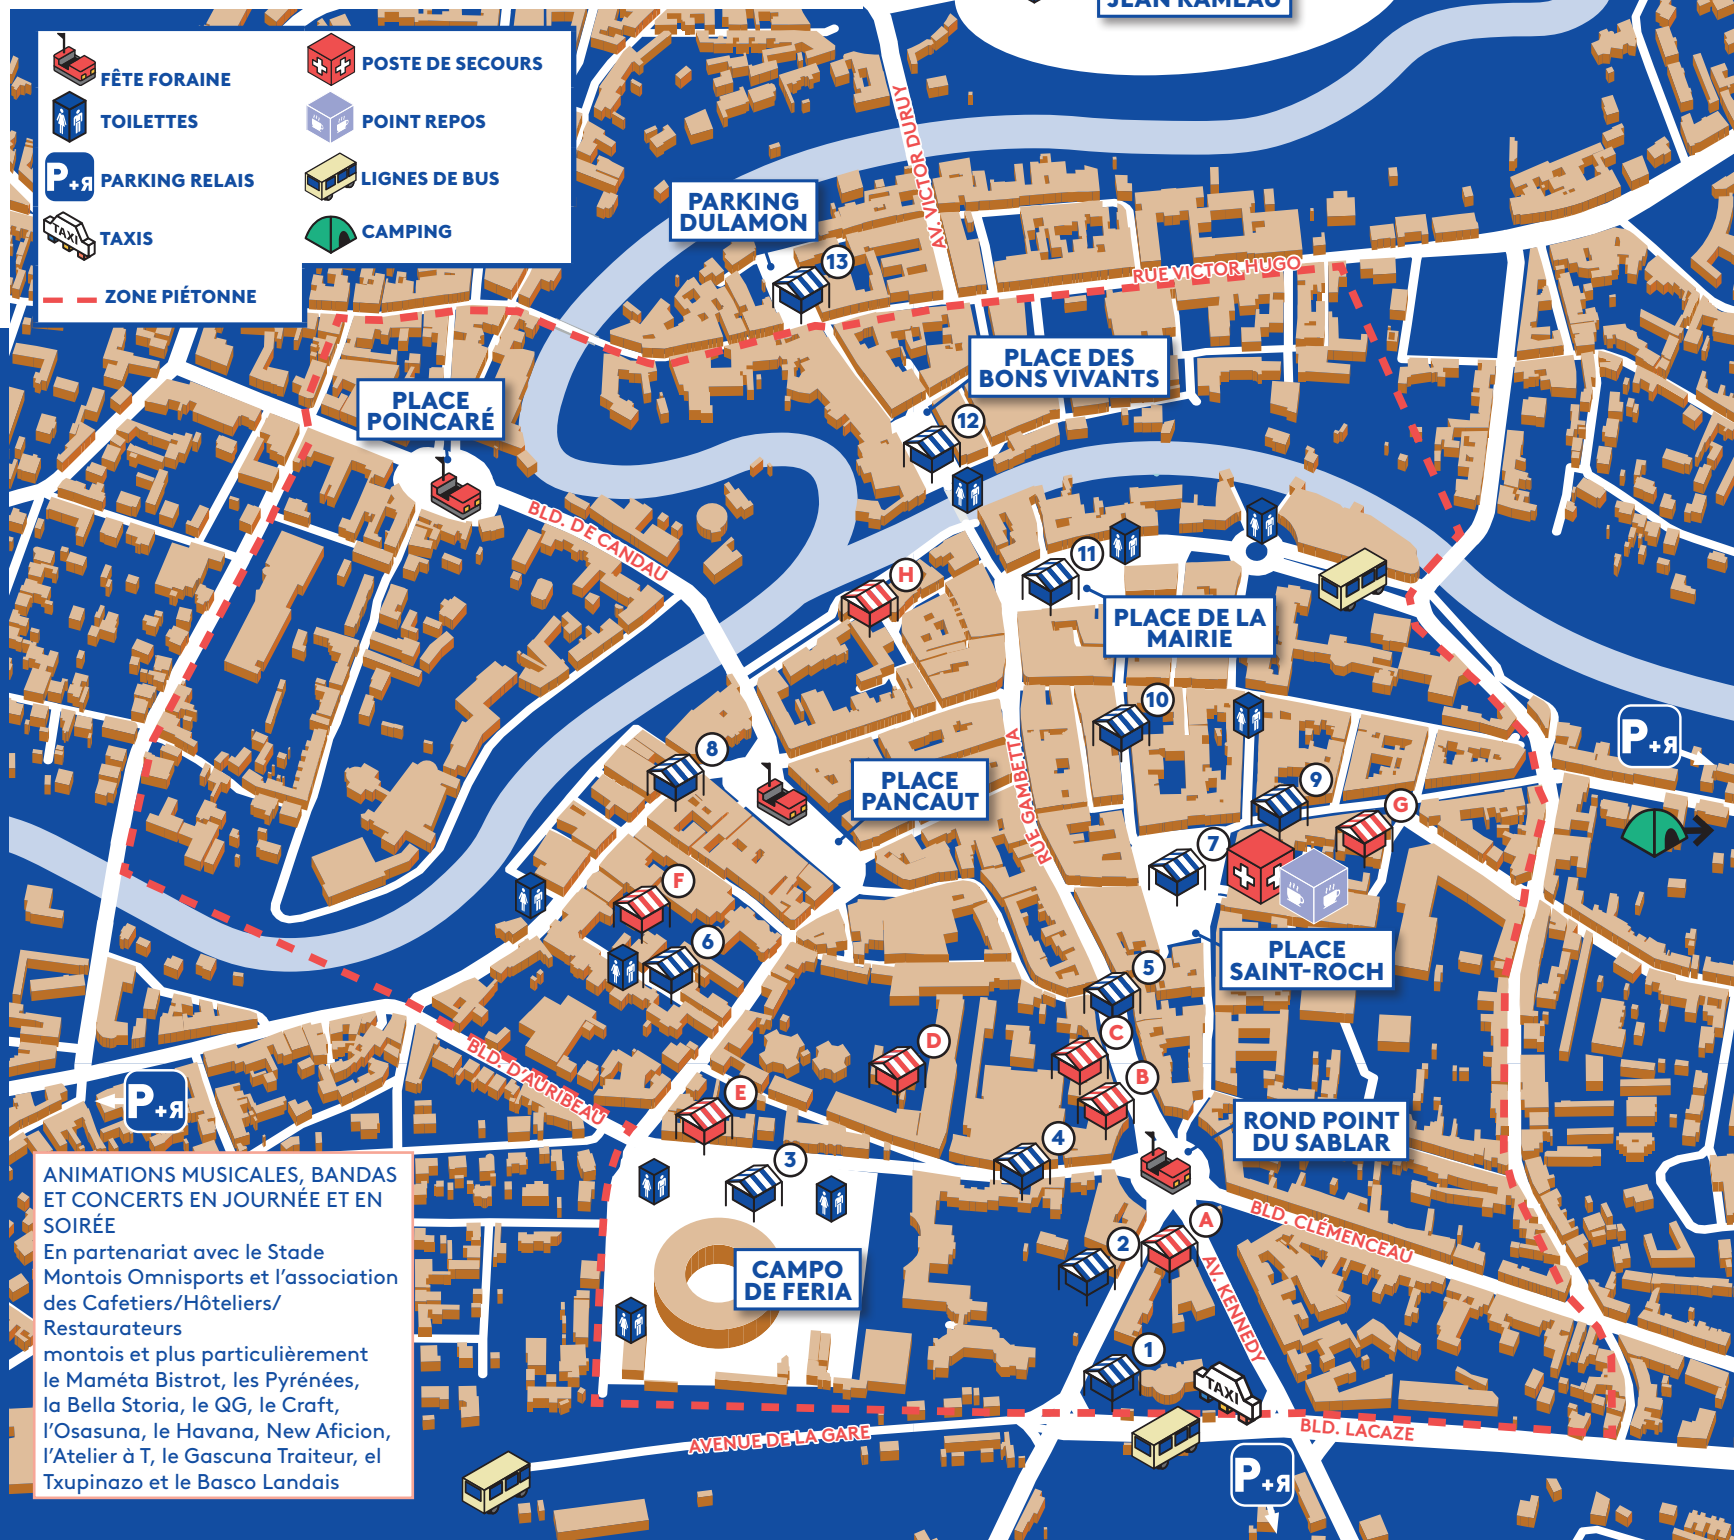 JEAN RAMEAU
FÊTE FORAINE
TOILETTES
P+R PARKING RELAIS
TAXI
TAXIS
ZONE PIÉTONNE
POSTE DE SECOURS
POINT REPOS
LIGNES DE BUS
CAMPING
AV. VICTOR DURUY
PARKING
DULAMON
13
RUE VICTOR HUGO
PLACE DES
BONS VIVANTS
12
PLACE
POINCARÉ
BLD. DE CANDAU
H
11
PLACE DE LA
MAIRIE
10
P+R
8
RUE GAMBETTA
PLACE
PANCAUT
9
G
7
F
6
PLACE
SAINT-ROCH
5
C
D
B
E
BLD. D'AURIBEAU
P+R
ROND POINT
DU SABLAR
4
3
A
2
BLD. CLÉMENCEAU
AV. KENNEDY
CAMPO
DE FERIA
1
TAXI
BLD. LACAZE
AVENUE DE LA GARE
P+R
ANIMATIONS MUSICALES, BANDAS
ET CONCERTS EN JOURNÉE ET EN
SOIRÉE
En partenariat avec le Stade
Montois Omnisports et l'association
des Cafetiers/Hôteliers/
Restaurateurs
montois et plus particulièrement
le Maméta Bistrot, les Pyrénées,
la Bella Storia, le QG, le Craft,
l'Osasuna, le Havana, New Aficion,
l'Atelier à T, le Gascuna Traiteur, el
Txupinazo et le Basco Landais